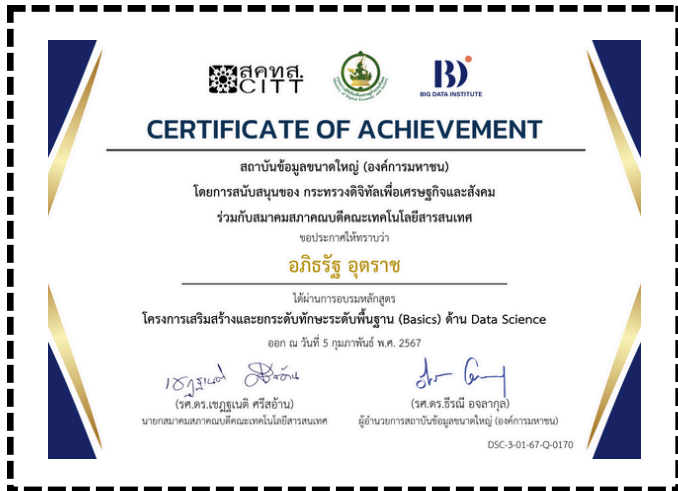 สคทส.
CITT
BD
BIG DATA INSTITUTE
CERTIFICATE OF ACHIEVEMENT
สถาบันข้อมูลขนาดใหญ่ (องค์การมหาชน)
โดยการสนับสนุนของ กระทรวงดิจิทัลเพื่อเศรษฐกิจและสังคม
ร่วมกับสมาคมสภาคณบดีคณะเทคโนโลยีสารสนเทศ
ขอประกาศให้ทราบว่า
อภิรัฐ อุตราช
ได้ผ่านการอบรมหลักสูตร
โครงการเสริมสร้างและยกระดับทักษะระดับพื้นฐาน (Basics) ด้าน Data Science
ออก ณ วันที่ 5 กุมภาพันธ์ พ.ศ. 2567
(รศ.ดร.เชฎฐเนติ ศรีสอ้าน)
นายกสมาคมสภาคณบดีคณะเทคโนโลยีสารสนเทศ
(รศ.ดร.ธีรณี อจลากุล)
ผู้อำนวยการสถาบันข้อมูลขนาดใหญ่ (องค์การมหาชน)
DSC-3-01-67-Q-0170